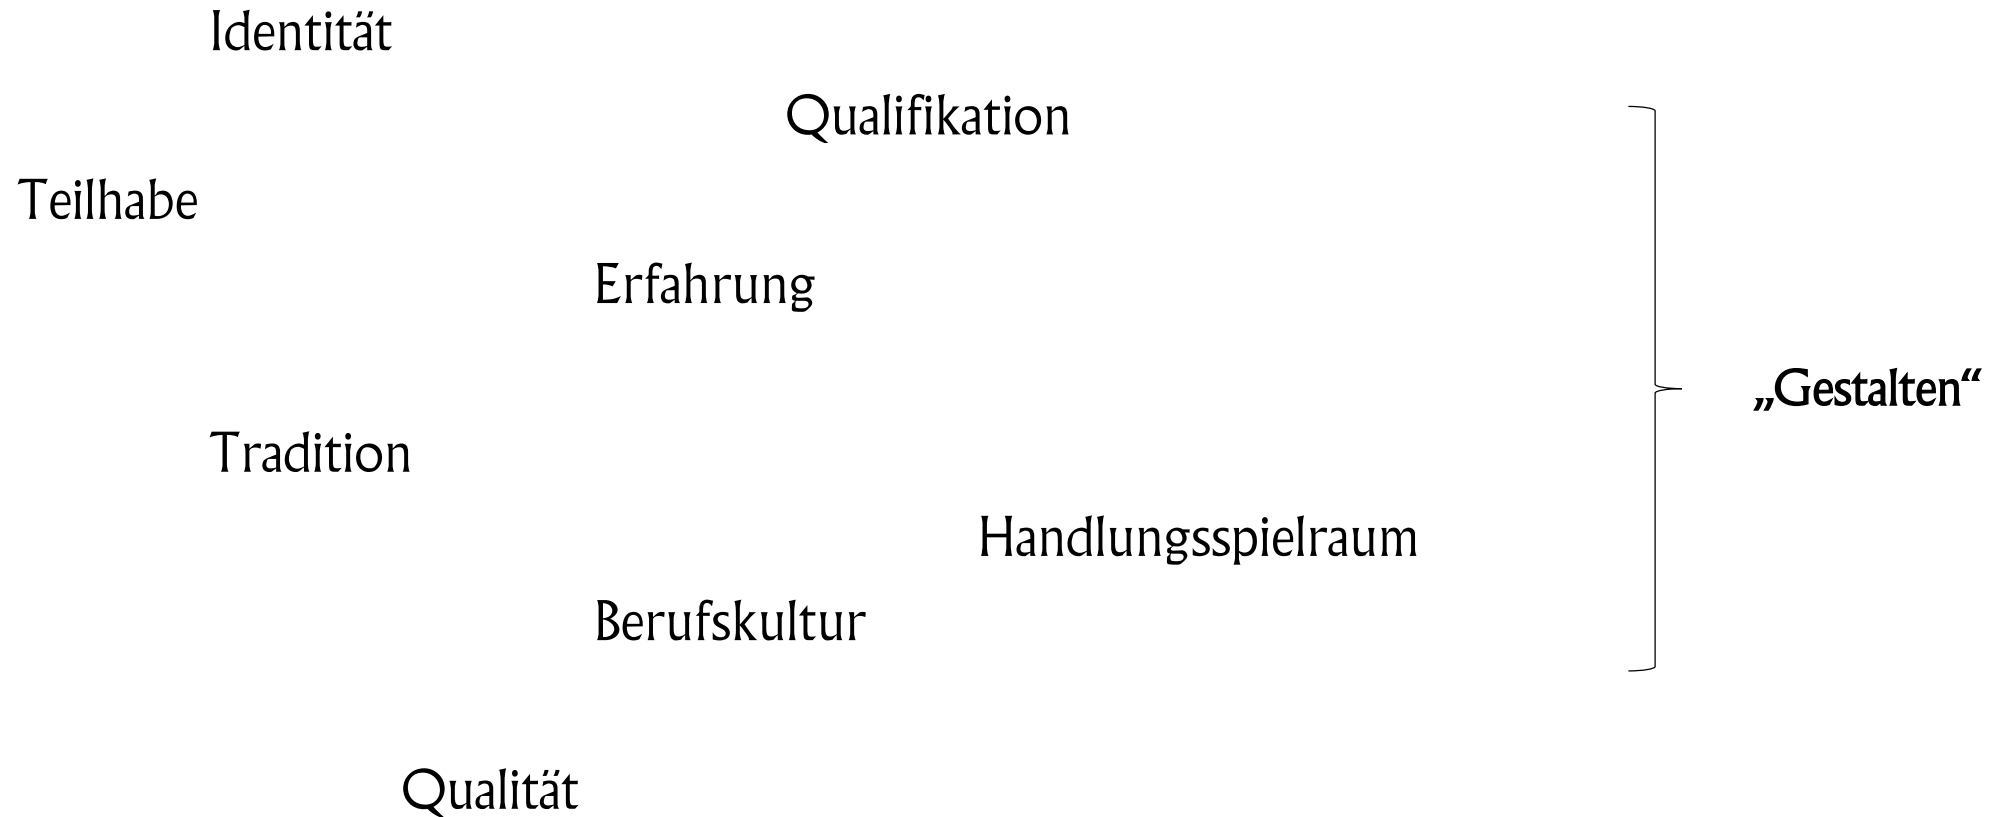 Identität
Qualifikation
Teilhabe
Erfahrung
„Gestalten“
Tradition
Handlungsspielraum
Berufskultur
Qualität